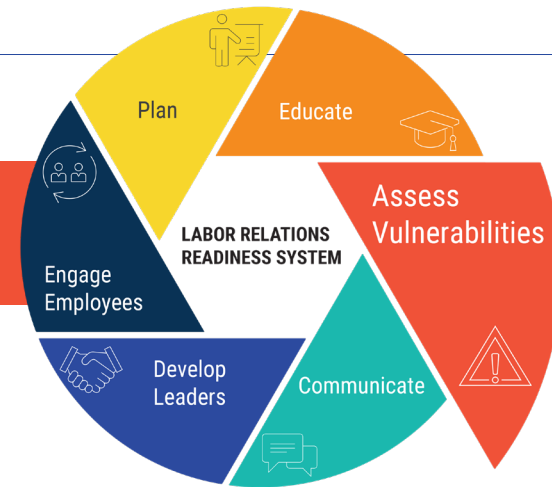 Plan
Educate
Assess
Vulnerabilities
LABOR RELATIONS
READINESS SYSTEM
Engage
Employees
Develop
Leaders
Communicate